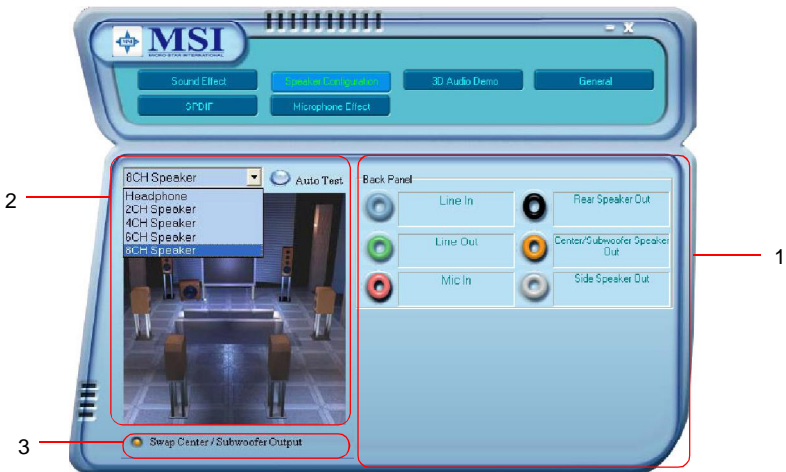 MSI
MICRO-STAR INTERNATIONAL
Sound Effect
Speaker Configuration
3D Audio Demo
General
SPDIF
Microphone Effect
8CH Speaker
Auto Test
Headphone
2CH Speaker
4CH Speaker
6CH Speaker
8CH Speaker
Back Panel
Line In
Rear Speaker Out
Line Out
Center/Subwoofer Speaker
Out
Mic In
Side Speaker Out
Swap Center / Subwoofer Output
2
1
3